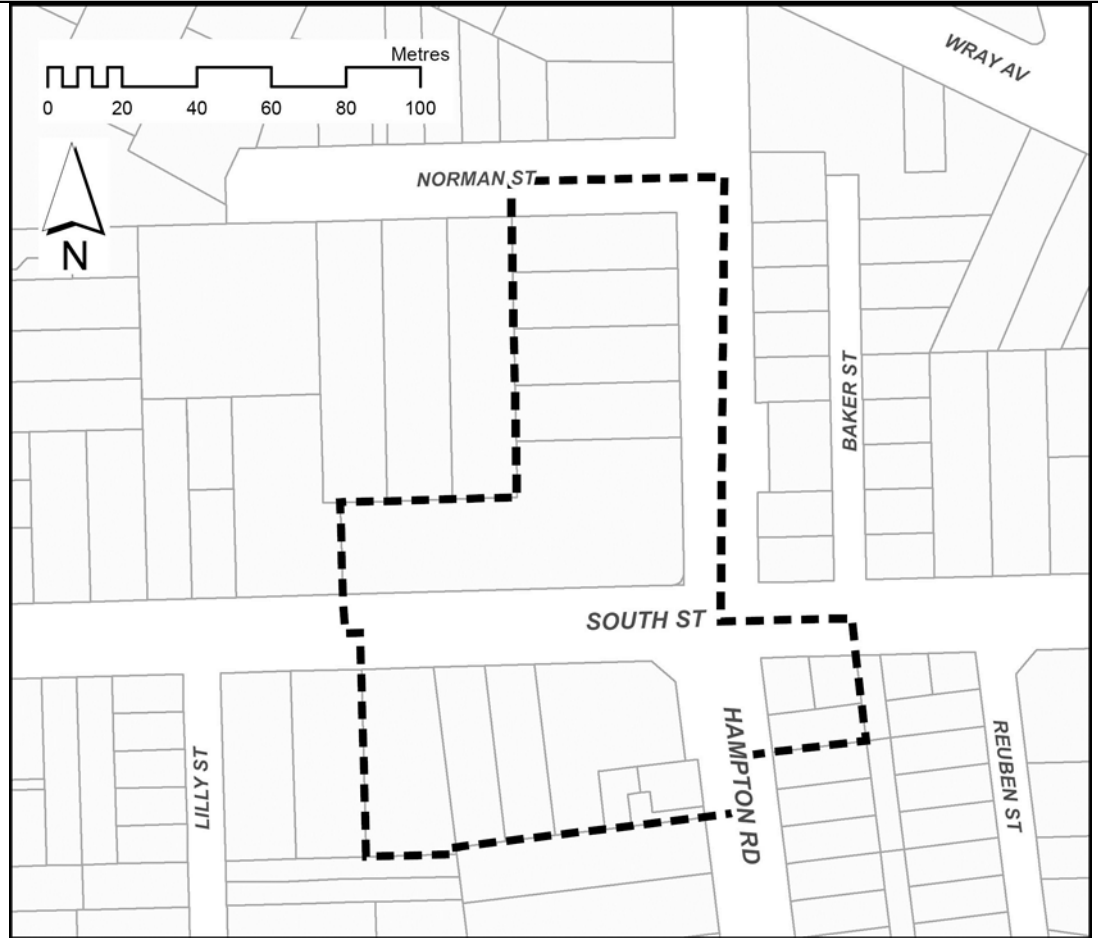 WRAY AV
Metres
0 20 40 60 80 100
NORMAN ST
N
BAKER ST
SOUTH ST
HAMPTON RD
REUBEN ST
LILLY ST